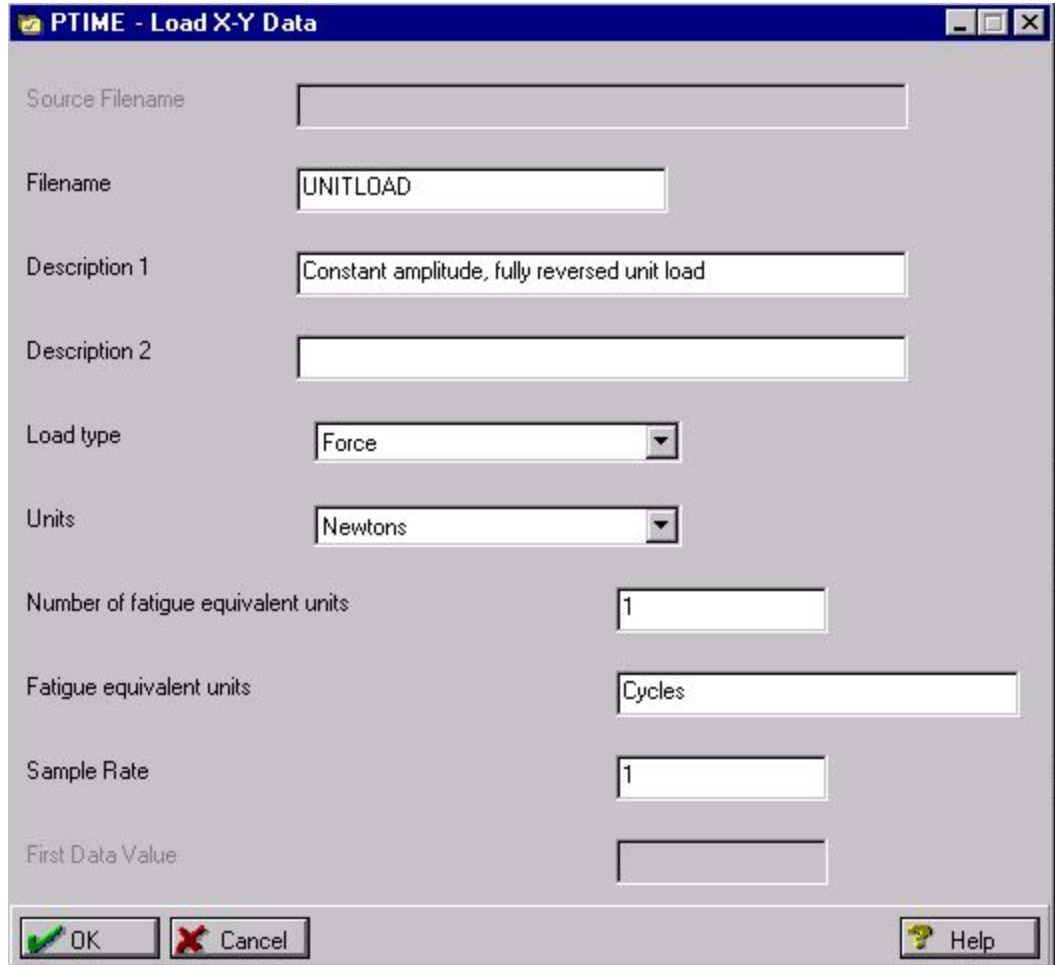 PTIME - Load X-Y Data
Source Filename
Filename UNITLOAD
Description 1 Constant amplitude, fully reversed unit load
Description 2
Load type Force
Units Newtons
Number of fatigue equivalent units 1
Fatigue equivalent units Cycles
Sample Rate 1
First Data Value
OK Cancel Help